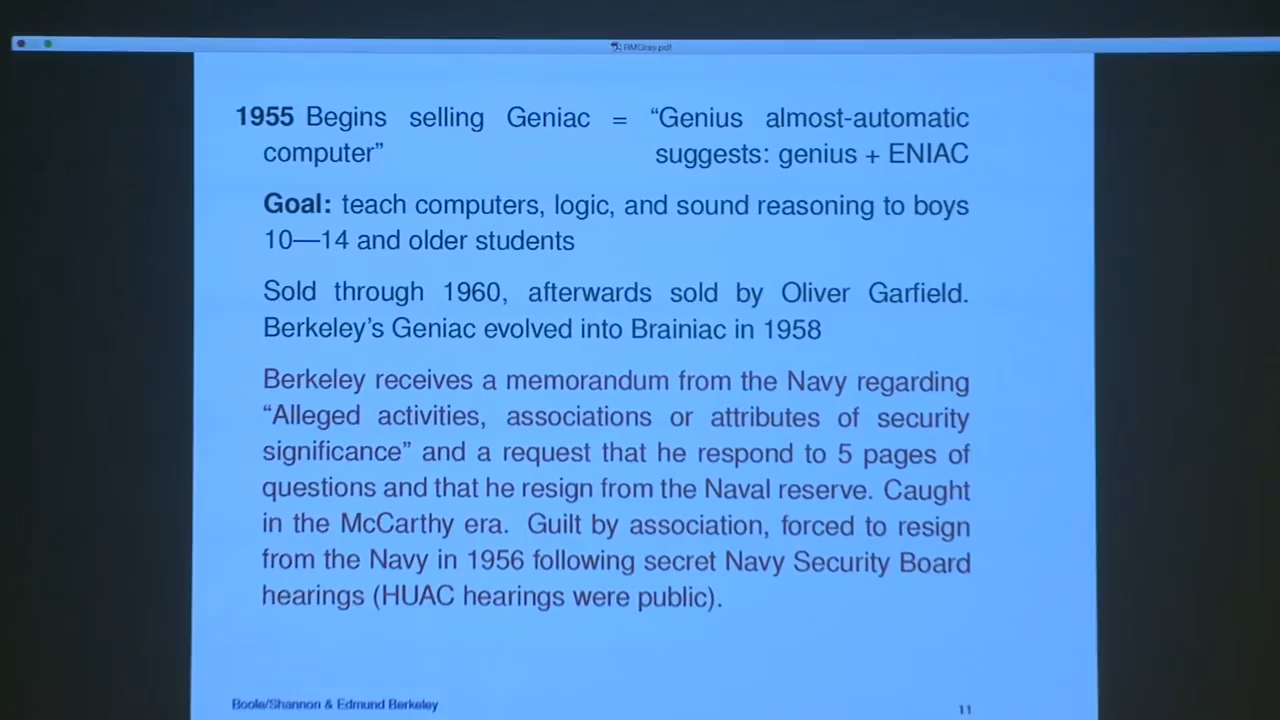 RMGray.pdf
1955 Begins selling Geniac = “Genius almost-automatic
computer” suggests: genius + ENIAC
Goal: teach computers, logic, and sound reasoning to boys
10—14 and older students
Sold through 1960, afterwards sold by Oliver Garfield.
Berkeley’s Geniac evolved into Brainiac in 1958
Berkeley receives a memorandum from the Navy regarding
“Alleged activities, associations or attributes of security
significance” and a request that he respond to 5 pages of
questions and that he resign from the Naval reserve. Caught
in the McCarthy era. Guilt by association, forced to resign
from the Navy in 1956 following secret Navy Security Board
hearings (HUAC hearings were public).
Boole/Shannon & Edmund Berkeley 11